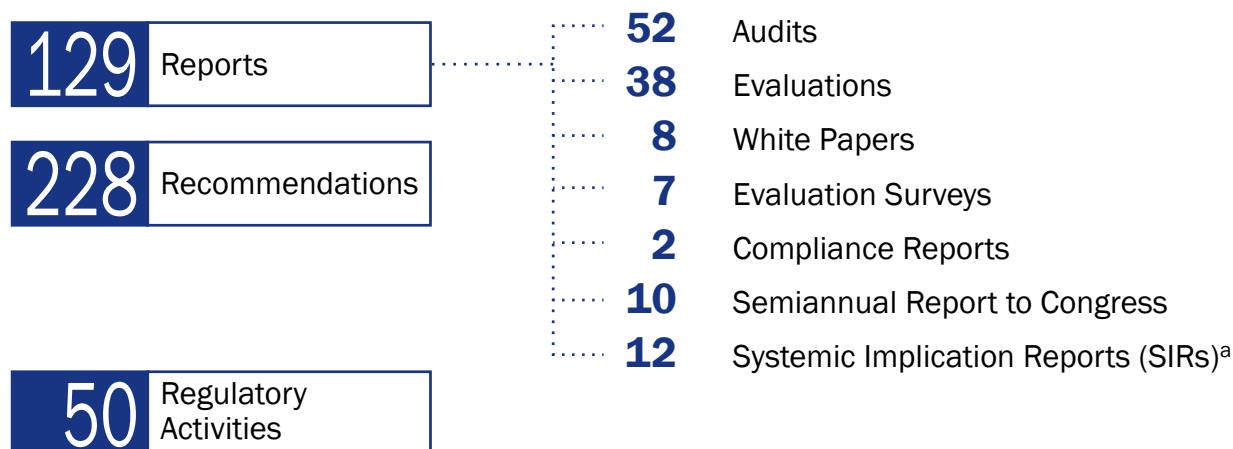 129 Reports
228 Recommendations
50 Regulatory
Activities
52 Audits
38 Evaluations
8 White Papers
7 Evaluation Surveys
2 Compliance Reports
10 Semiannual Report to Congress
12 Systemic Implication Reports (SIRs)ᵃ